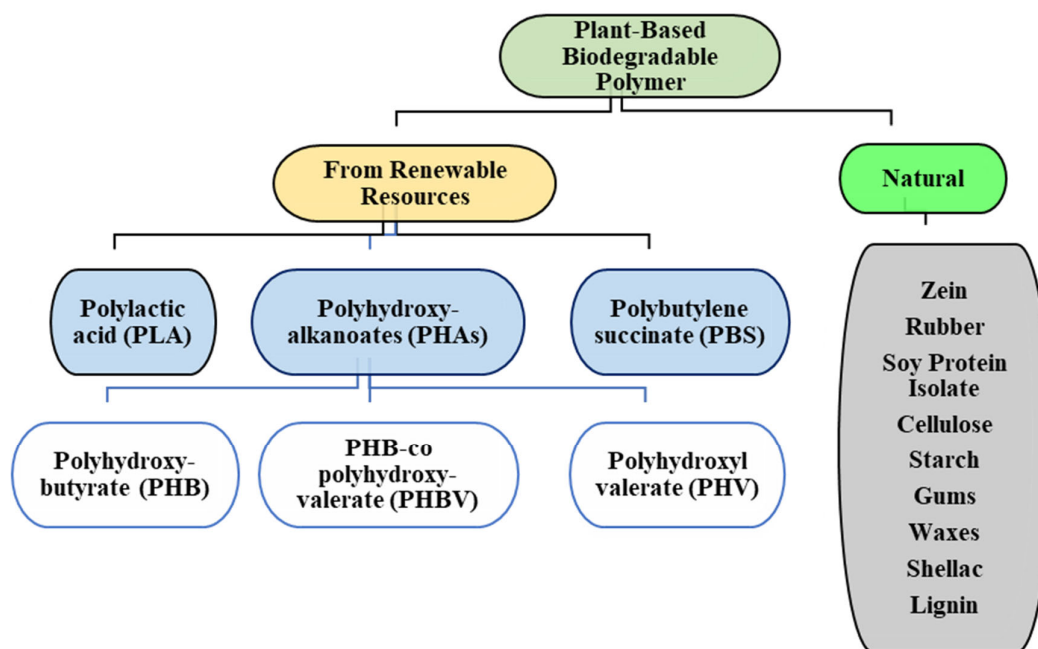 Plant-Based
Biodegradable
Polymer
From Renewable
Resources
Natural
Polylactic
acid (PLA)
Polyhydroxy-
alkanoates (PHAs)
Polybutylene
succinate (PBS)
Polyhydroxy-
butyrate (PHB)
PHB-co
polyhydroxy-
valerate (PHBV)
Polyhydroxyl
valerate (PHV)
Zein
Rubber
Soy Protein
Isolate
Cellulose
Starch
Gums
Waxes
Shellac
Lignin